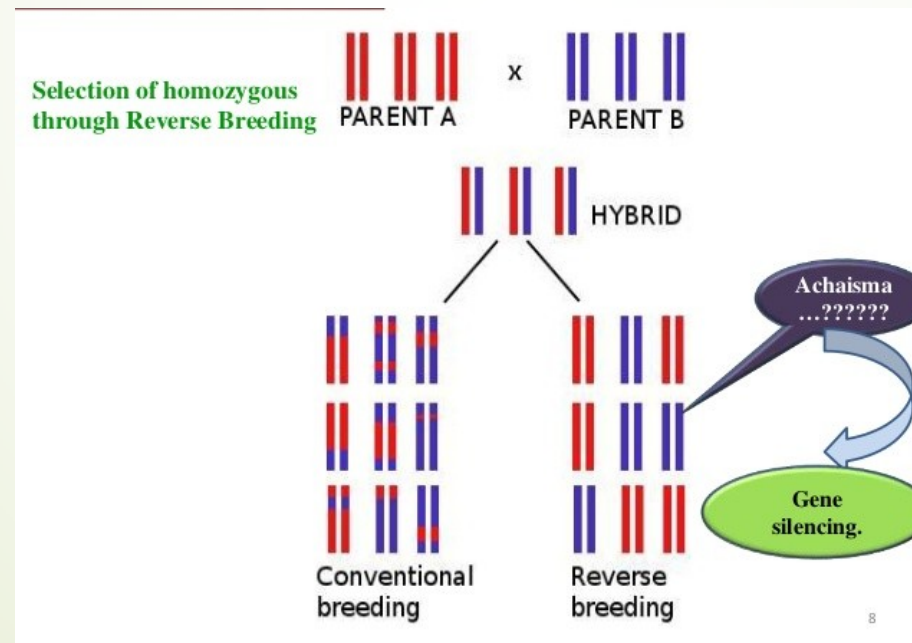 Selection of homozygous
through Reverse Breeding
PARENT A
x
PARENT B
HYBRID
Achaisma
...??????
Gene
silencing.
Conventional
breeding
Reverse
breeding
8